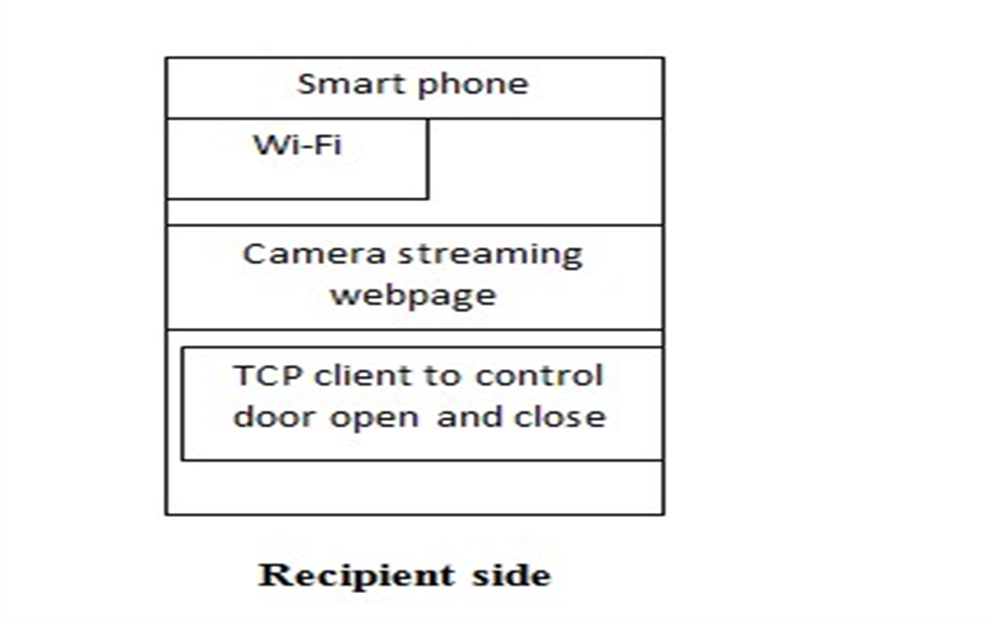 Smart phone
Wi-Fi
Camera streaming
webpage
TCP client to control
door open and close
Recipient side